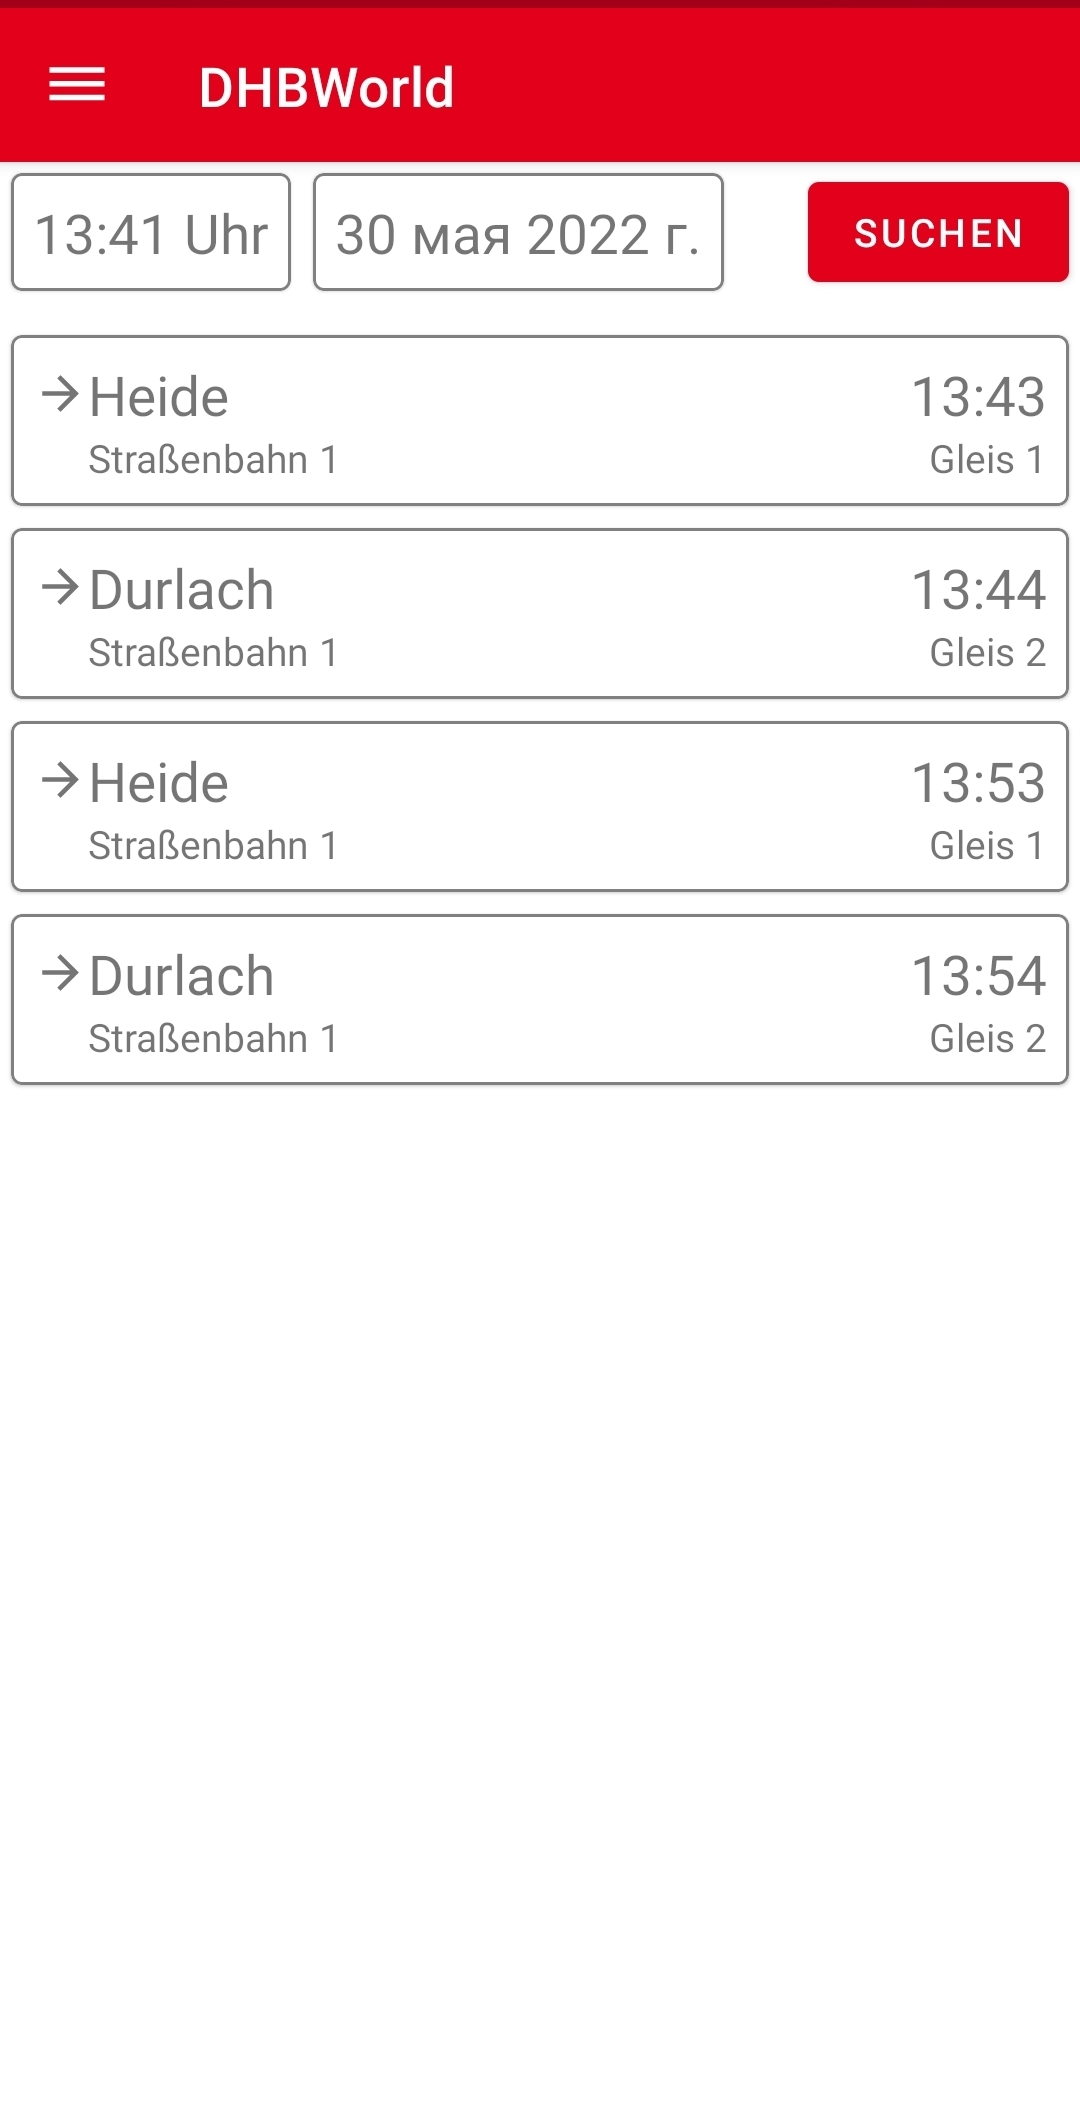 DHBWorld
13:41 Uhr 30 мая 2022 г. SUCHEN
Heide 13:43
Straßenbahn 1 Gleis 1
Durlach 13:44
Straßenbahn 1 Gleis 2
Heide 13:53
Straßenbahn 1 Gleis 1
Durlach 13:54
Straßenbahn 1 Gleis 2